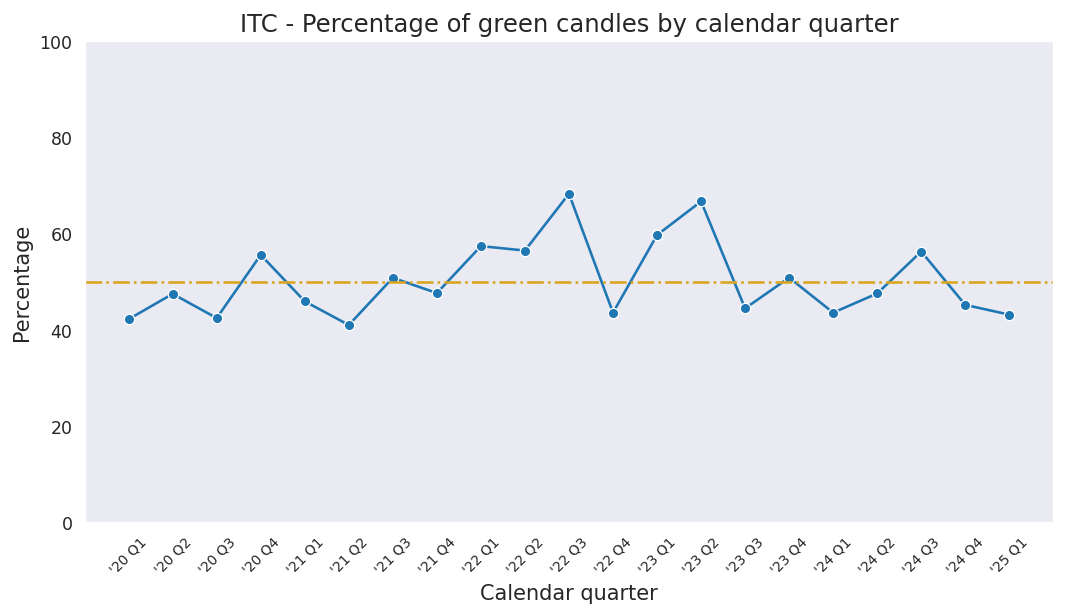 ITC - Percentage of green candles by calendar quarter
100
80
60
40
20
0
Percentage
'20 Q1
'20 Q2
'20 Q3
'20 Q4
'21 Q1
'21 Q2
'21 Q3
'21 Q4
'22 Q1
'22 Q2
'22 Q3
'22 Q4
'23 Q1
'23 Q2
'23 Q3
'23 Q4
'24 Q1
'24 Q2
'24 Q3
'24 Q4
'25 Q1
Calendar quarter